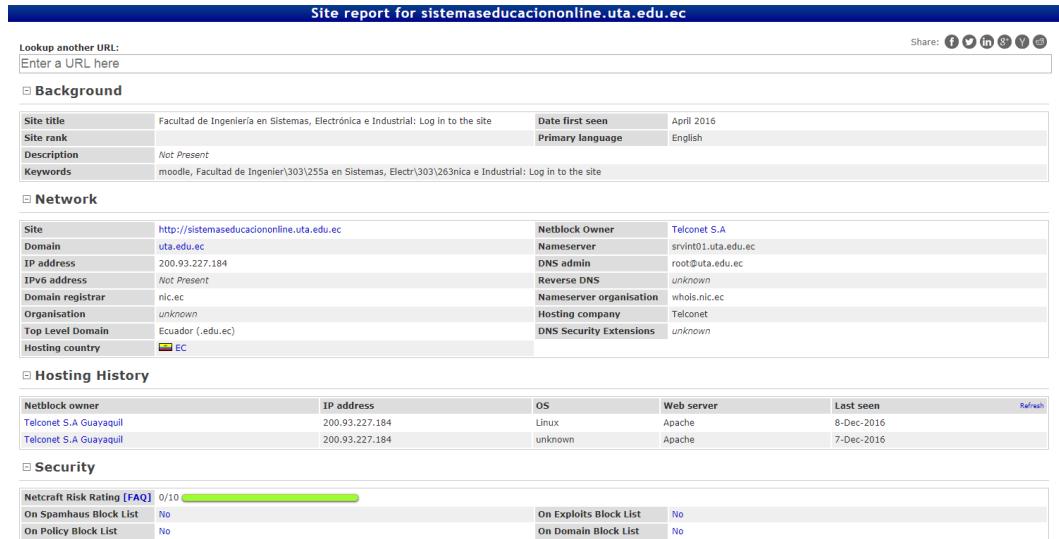 Site report for sistemaseducaciononline.uta.edu.ec
Share:
Lookup another URL:
Enter a URL here
Background
Site title Facultad de Ingeniería en Sistemas, Electrónica e Industrial: Log in to the site Date first seen April 2016
Site rank Primary language English
Description Not Present
Keywords moodle, Facultad de Ingenier\303\255a en Sistemas, Electr\303\263nica e Industrial: Log in to the site
Network
Site http://sistemaseducaciononline.uta.edu.ec Netblock Owner Telconet S.A
Domain uta.edu.ec Nameserver srvint01.uta.edu.ec
IP address 200.93.227.184 DNS admin root@uta.edu.ec
IPv6 address Not Present Reverse DNS unknown
Domain registrar nic.ec Nameserver organisation whois.nic.ec
Organisation unknown Hosting company Telconet
Top Level Domain Ecuador (.edu.ec) DNS Security Extensions unknown
Hosting country EC
Hosting History
Netblock owner IP address OS Web server Last seen Refresh
Telconet S.A Guayaquil 200.93.227.184 Linux Apache 8-Dec-2016
Telconet S.A Guayaquil 200.93.227.184 unknown Apache 7-Dec-2016
Security
Netcraft Risk Rating [FAQ] 0/10
On Spamhaus Block List No On Exploits Block List No
On Policy Block List No On Domain Block List No